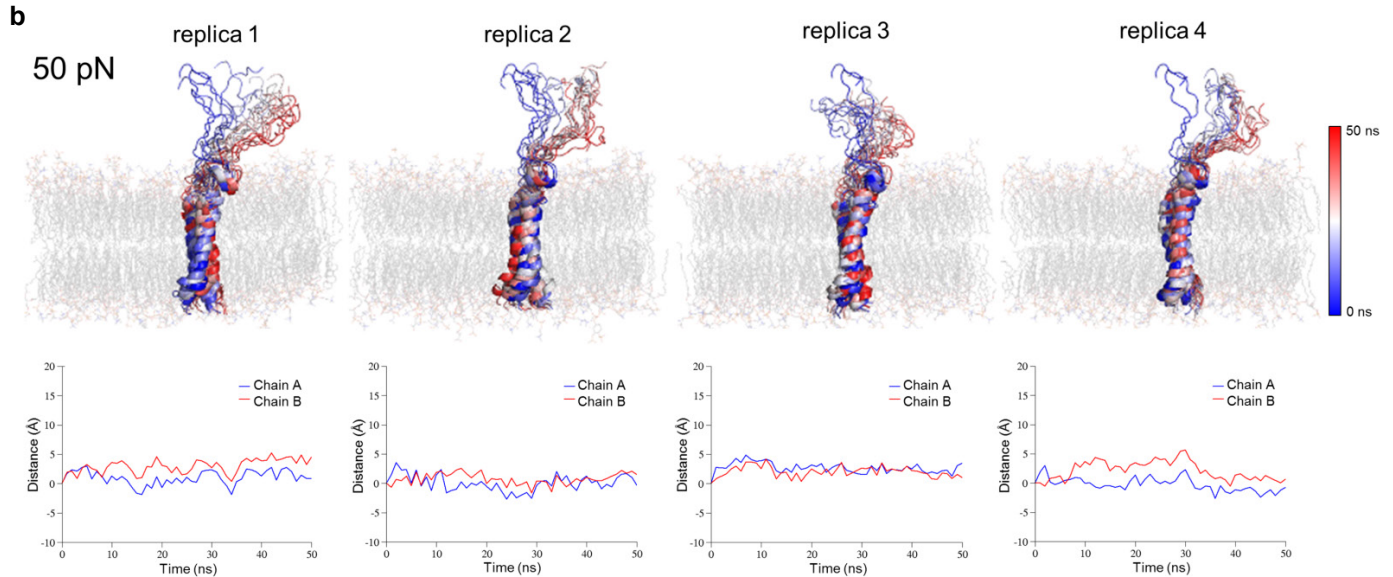 b
replica 1
replica 2
replica 3
replica 4
50 pN
50 ns
0 ns
20
15
10
5
0
-5
-10
Distance (Å)
Chain A
Chain B
0
10
20
30
40
50
Time (ns)
20
15
10
5
0
-5
-10
Distance (Å)
Chain A
Chain B
0
10
20
30
40
50
Time (ns)
20
15
10
5
0
-5
-10
Distance (Å)
Chain A
Chain B
0
10
20
30
40
50
Time (ns)
20
15
10
5
0
-5
-10
Distance (Å)
Chain A
Chain B
0
10
20
30
40
50
Time (ns)